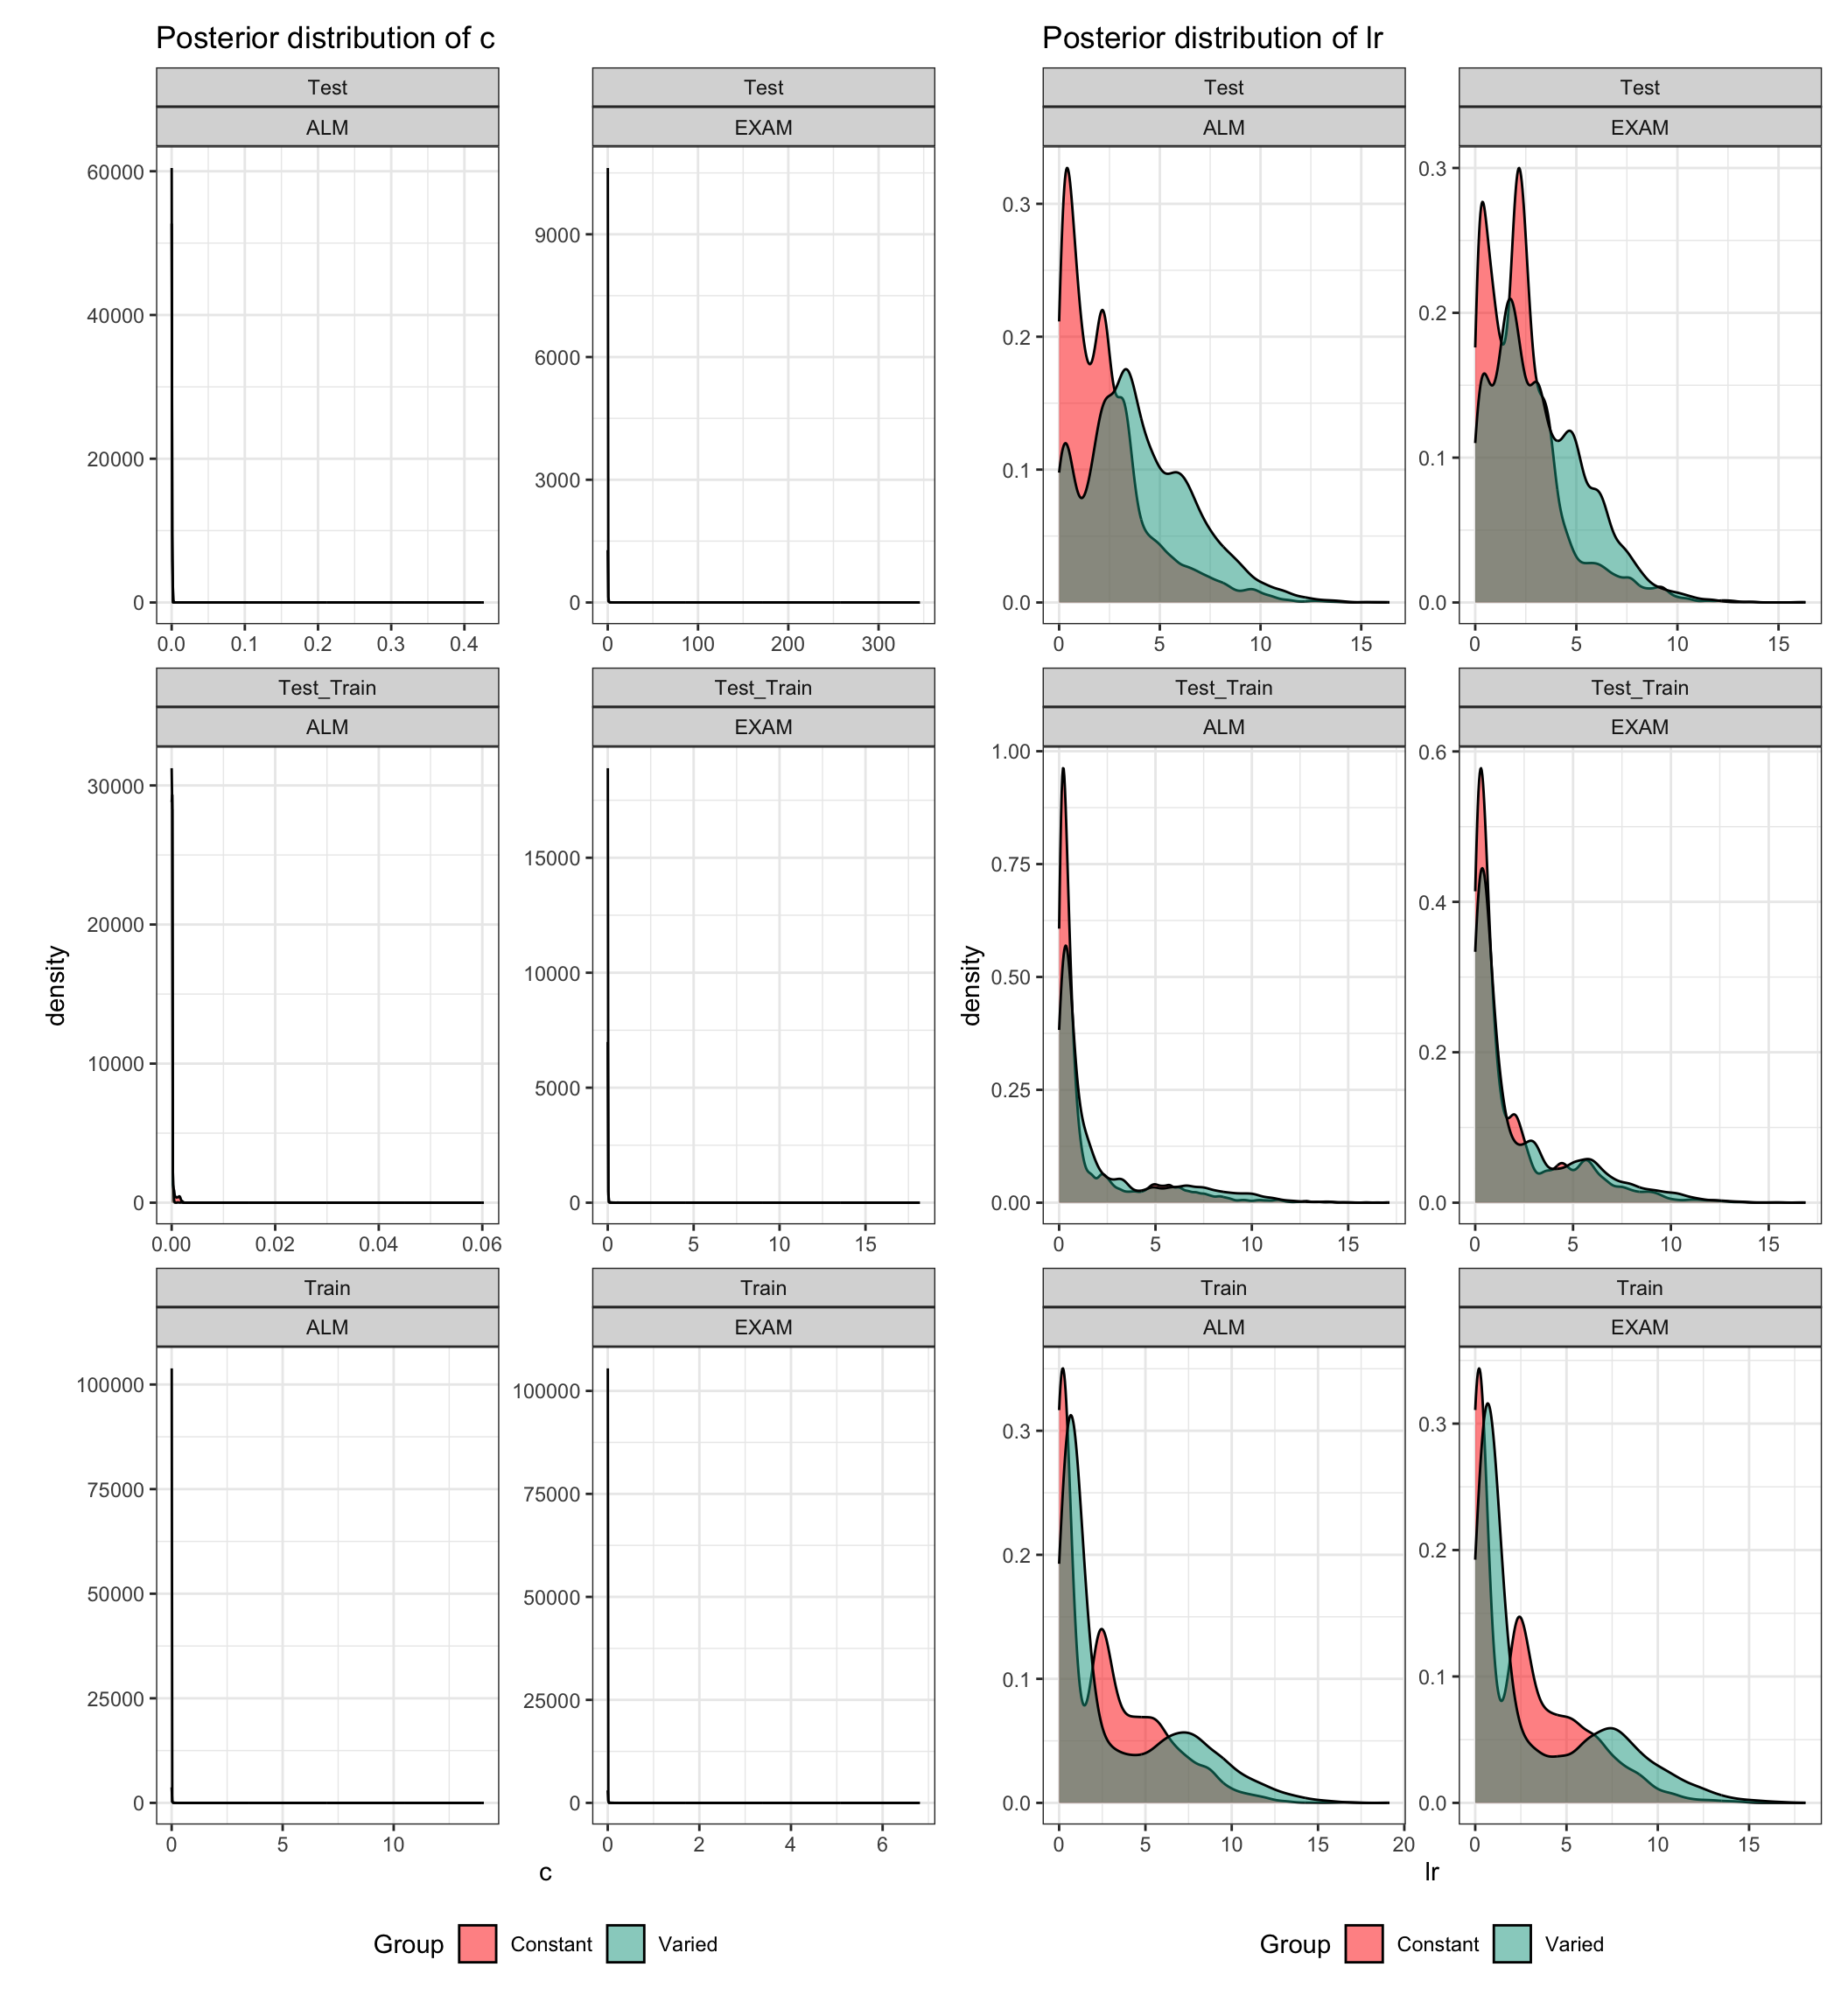 Posterior distribution of c
Test
ALM
60000
40000
20000
0
0.0 0.1 0.2 0.3 0.4
Test
EXAM
9000
6000
3000
0
0 100 200 300
Test_Train
ALM
30000
20000
10000
0
0.00 0.02 0.04 0.06
Test_Train
EXAM
15000
10000
5000
0
0 5 10 15
Train
ALM
100000
75000
50000
25000
0
0 5 10
Train
EXAM
100000
75000
50000
25000
0
0 2 4 6
density
c
Group Constant Varied
Posterior distribution of lr
Test
ALM
0.3
0.2
0.1
0.0
0 5 10 15
Test
EXAM
0.3
0.2
0.1
0.0
0 5 10 15
Test_Train
ALM
1.00
0.75
0.50
0.25
0.00
0 5 10 15
Test_Train
EXAM
0.6
0.4
0.2
0.0
0 5 10 15
Train
ALM
0.3
0.2
0.1
0.0
0 5 10 15 20
Train
EXAM
0.3
0.2
0.1
0.0
0 5 10 15
density
lr
Group Constant Varied